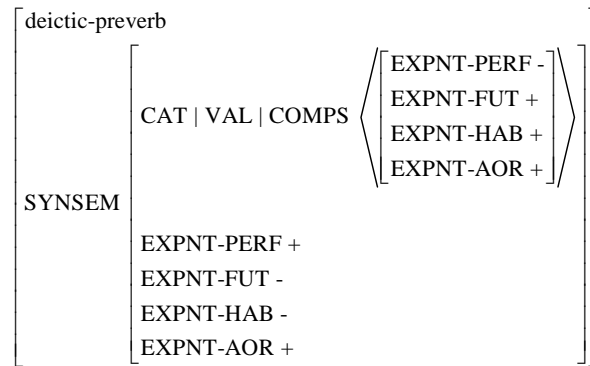 deictic-preverb
EXPNT-PERF -
EXPNT-FUT +
CAT | VAL | COMPS
EXPNT-HAB +
EXPNT-AOR +
SYNSEM
EXPNT-PERF +
EXPNT-FUT -
EXPNT-HAB -
EXPNT-AOR +